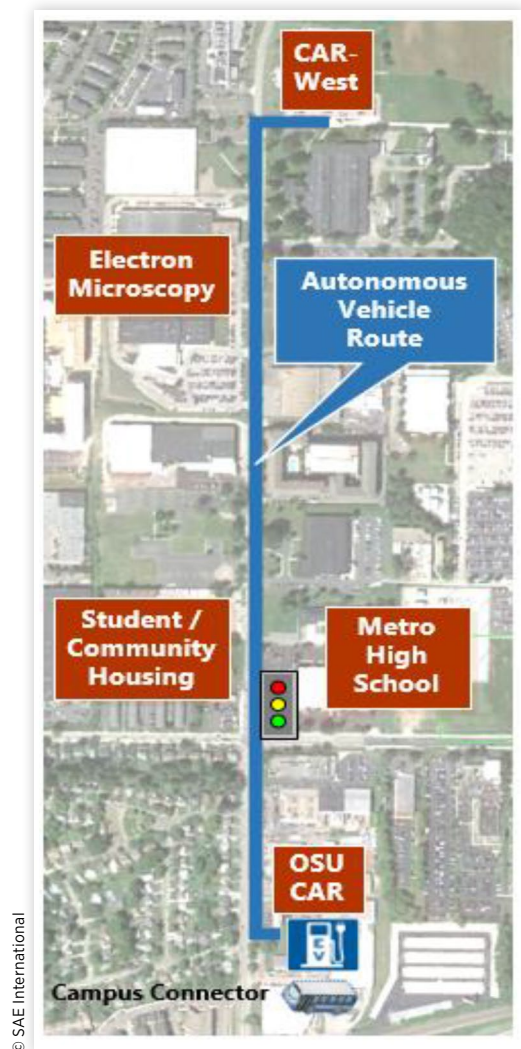 CAR-
West
Electron
Microscopy
Autonomous
Vehicle
Route
Student /
Community
Housing
Metro
High
School
OSU
CAR
EV
Campus Connector
© SAE International